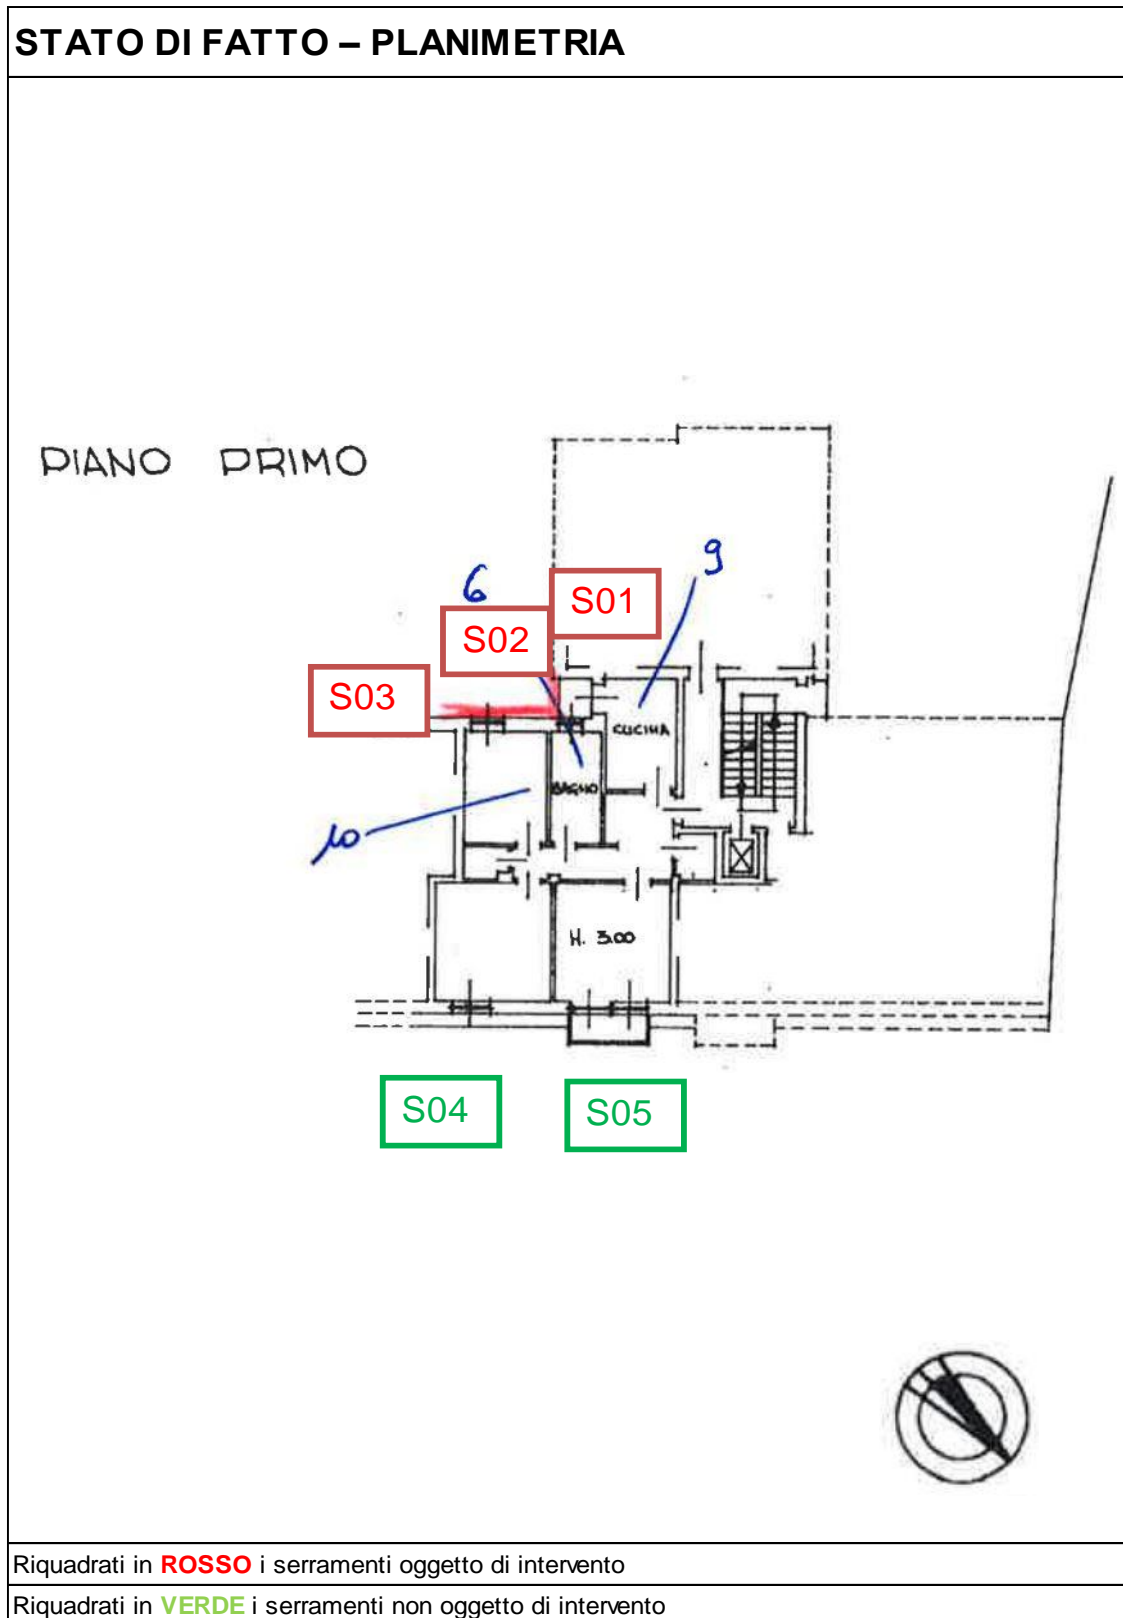 STATO DI FATTO – PLANIMETRIA
PIANO PRIMO
9
6
S01
S02
S03
CUCINA
BAGNO
10
H. 3.00
S04
S05
Riquadrati in ROSSO i serramenti oggetto di intervento
Riquadrati in VERDE i serramenti non oggetto di intervento